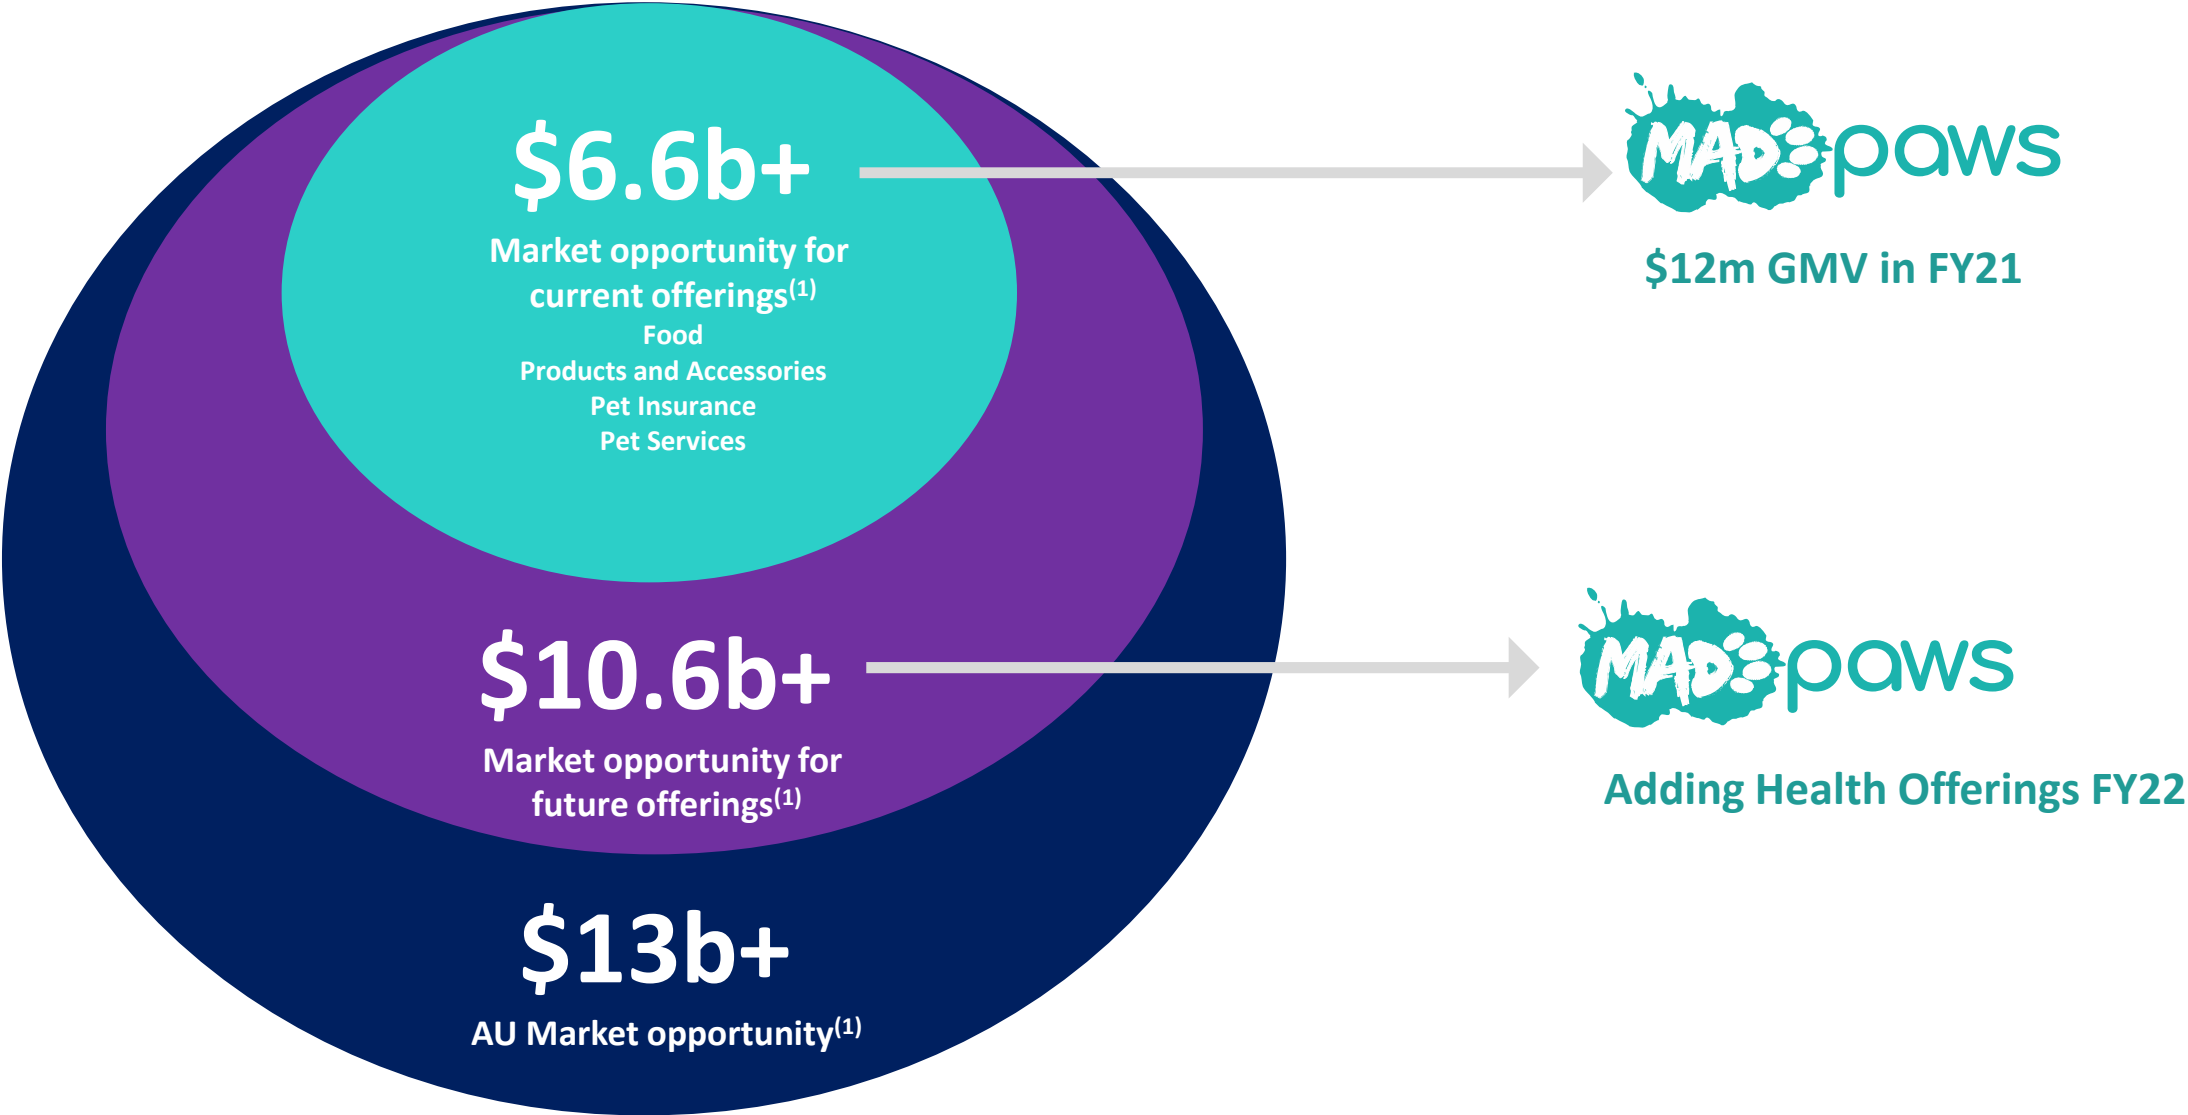 $6.6b+
Market opportunity for
current offerings(1)
Food
Products and Accessories
Pet Insurance
Pet Services
MAD paws
$12m GMV in FY21
$10.6b+
Market opportunity for
future offerings(1)
MAD paws
Adding Health Offerings FY22
$13b+
AU Market opportunity(1)